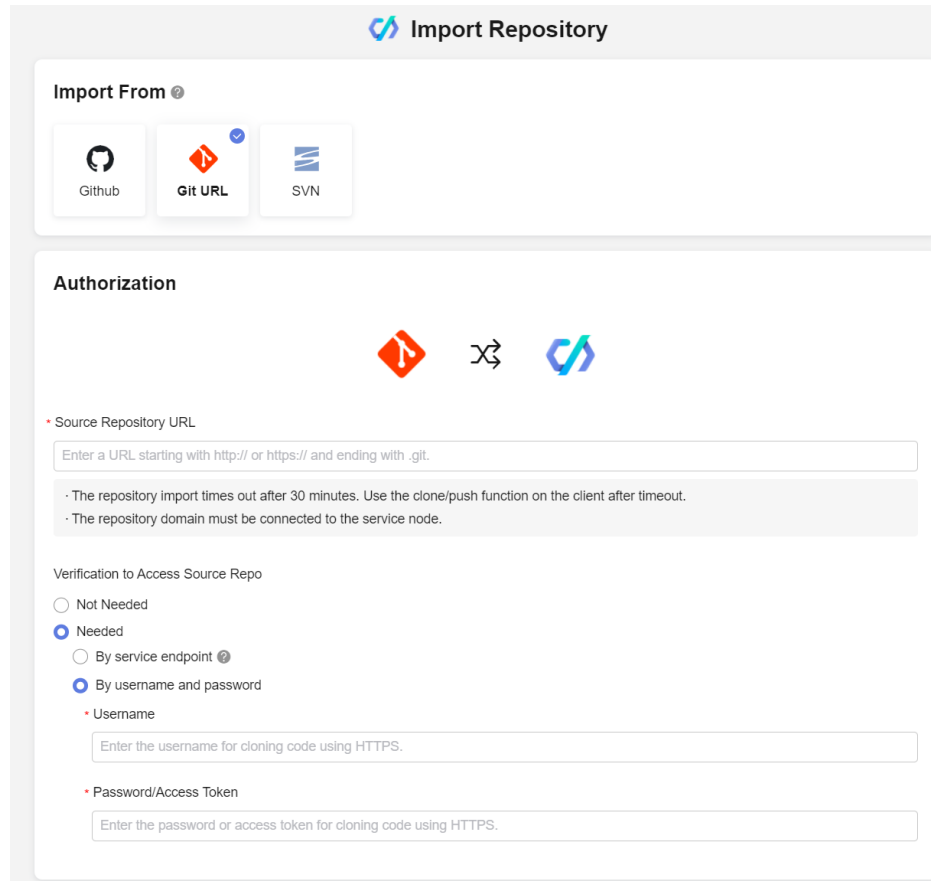 Import Repository
Import From
Github
Git URL
SVN
Authorization
* Source Repository URL
Enter a URL starting with http:// or https:// and ending with .git.
· The repository import times out after 30 minutes. Use the clone/push function on the client after timeout.
· The repository domain must be connected to the service node.
Verification to Access Source Repo
Not Needed
Needed
By service endpoint
By username and password
* Username
Enter the username for cloning code using HTTPS.
* Password/Access Token
Enter the password or access token for cloning code using HTTPS.